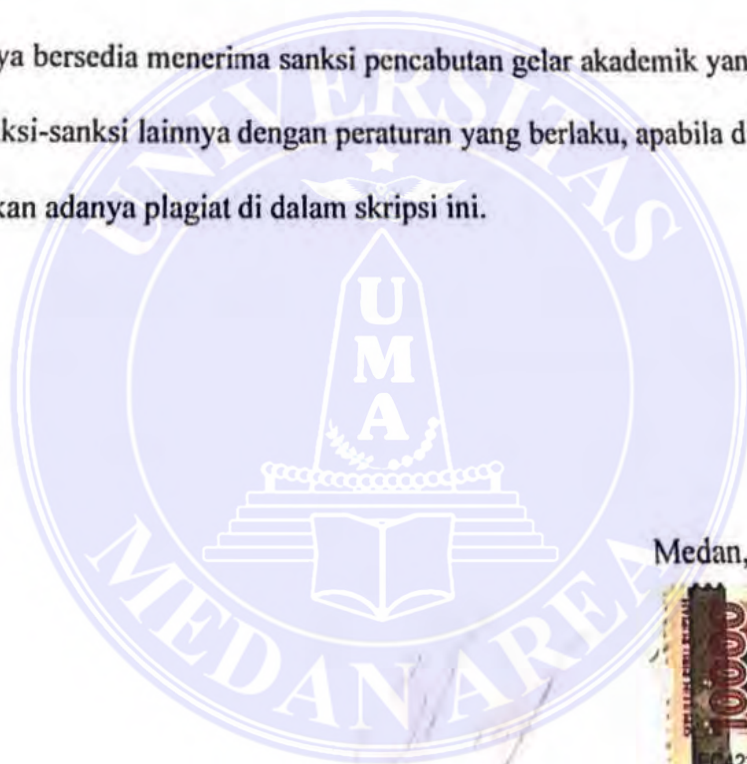 ya bersedia menerima sanksi pencabutan gelar akademik yan
ksi-sanksi lainnya dengan peraturan yang berlaku, apabila d
kan adanya plagiat di dalam skripsi ini.
UNIVERSITAS
U
M
A
MEDAN AREA
Medan,
10000